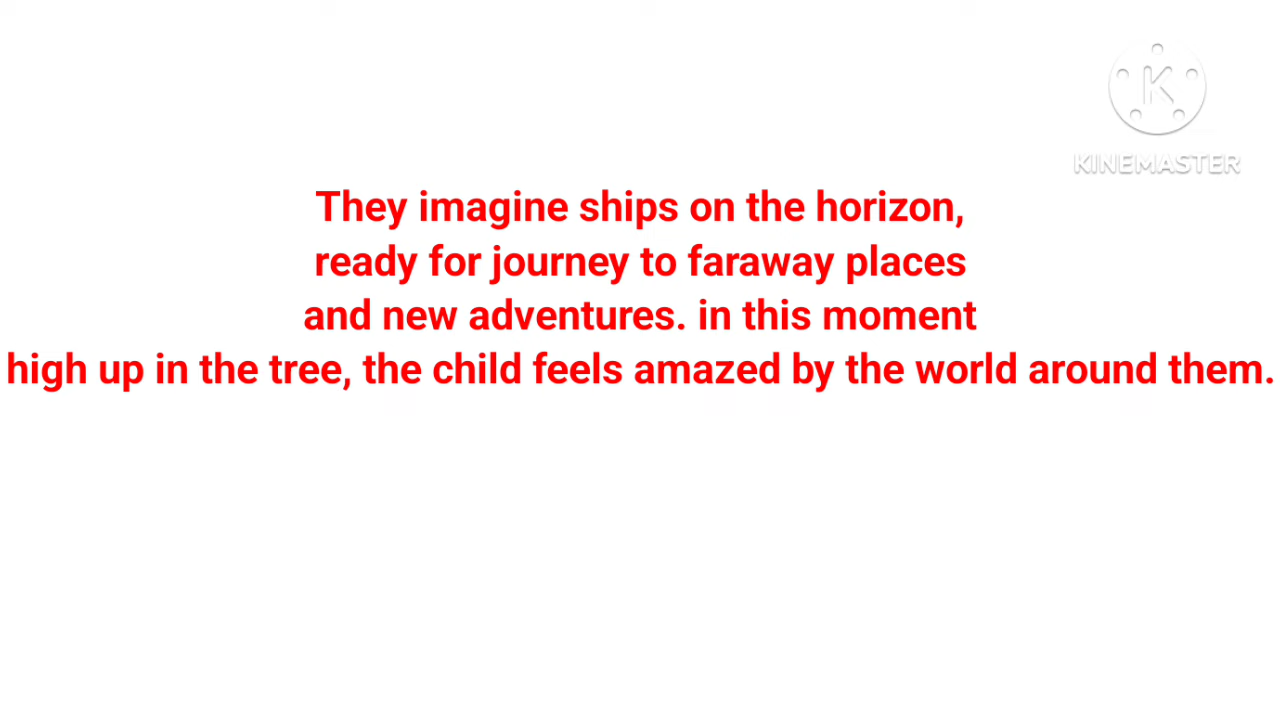 KINEMASTER
They imagine ships on the horizon,
ready for journey to faraway places
and new adventures. in this moment
high up in the tree, the child feels amazed by the world around them.